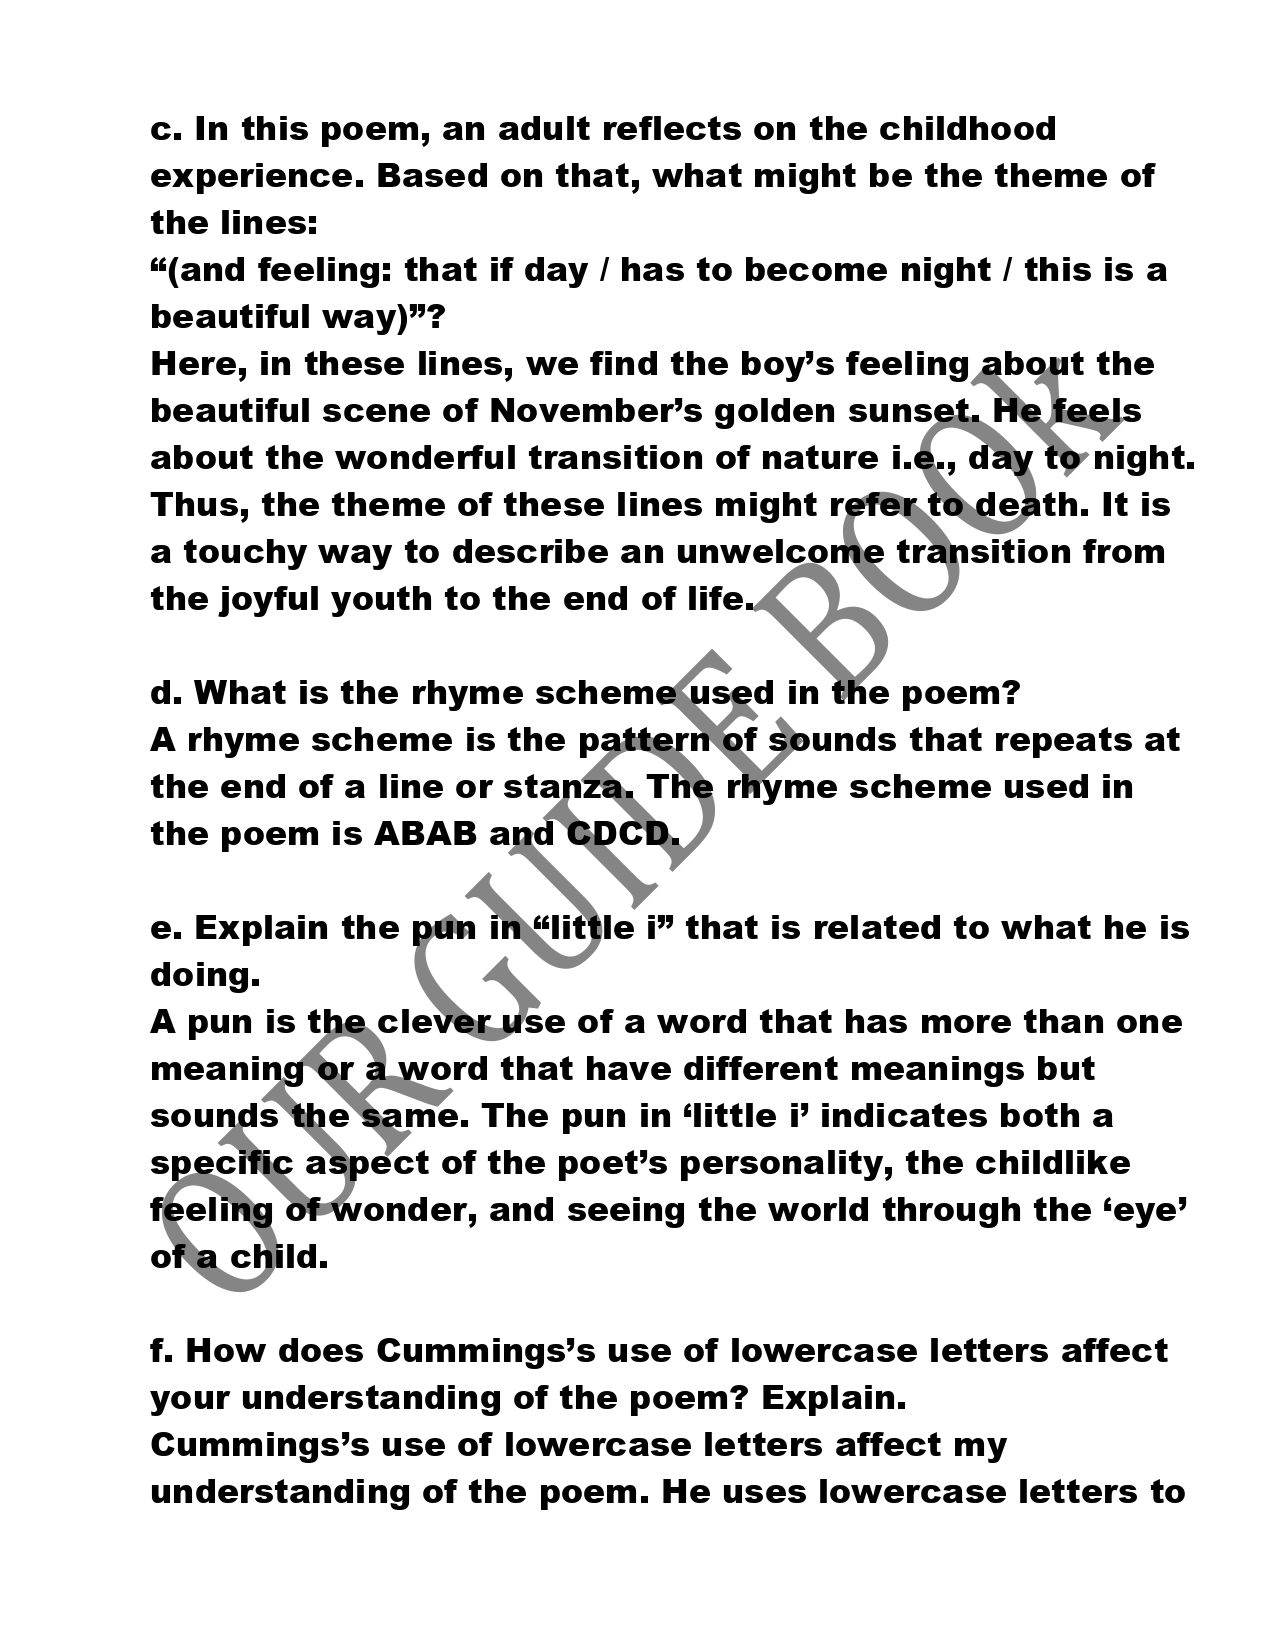 c. In this poem, an adult reflects on the childhood
experience. Based on that, what might be the theme of
the lines:
“(and feeling: that if day / has to become night / this is a
beautiful way)”?
Here, in these lines, we find the boy’s feeling about the
beautiful scene of November’s golden sunset. He feels
about the wonderful transition of nature i.e., day to night.
Thus, the theme of these lines might refer to death. It is
a touchy way to describe an unwelcome transition from
the joyful youth to the end of life.
d. What is the rhyme scheme used in the poem?
A rhyme scheme is the pattern of sounds that repeats at
the end of a line or stanza. The rhyme scheme used in
the poem is ABAB and CDCD.
e. Explain the pun in “little i” that is related to what he is
doing.
A pun is the clever use of a word that has more than one
meaning or a word that have different meanings but
sounds the same. The pun in ‘little i’ indicates both a
specific aspect of the poet’s personality, the childlike
feeling of wonder, and seeing the world through the ‘eye’
of a child.
f. How does Cummings’s use of lowercase letters affect
your understanding of the poem? Explain.
Cummings’s use of lowercase letters affect my
understanding of the poem. He uses lowercase letters to
OUR GUIDE BOOk